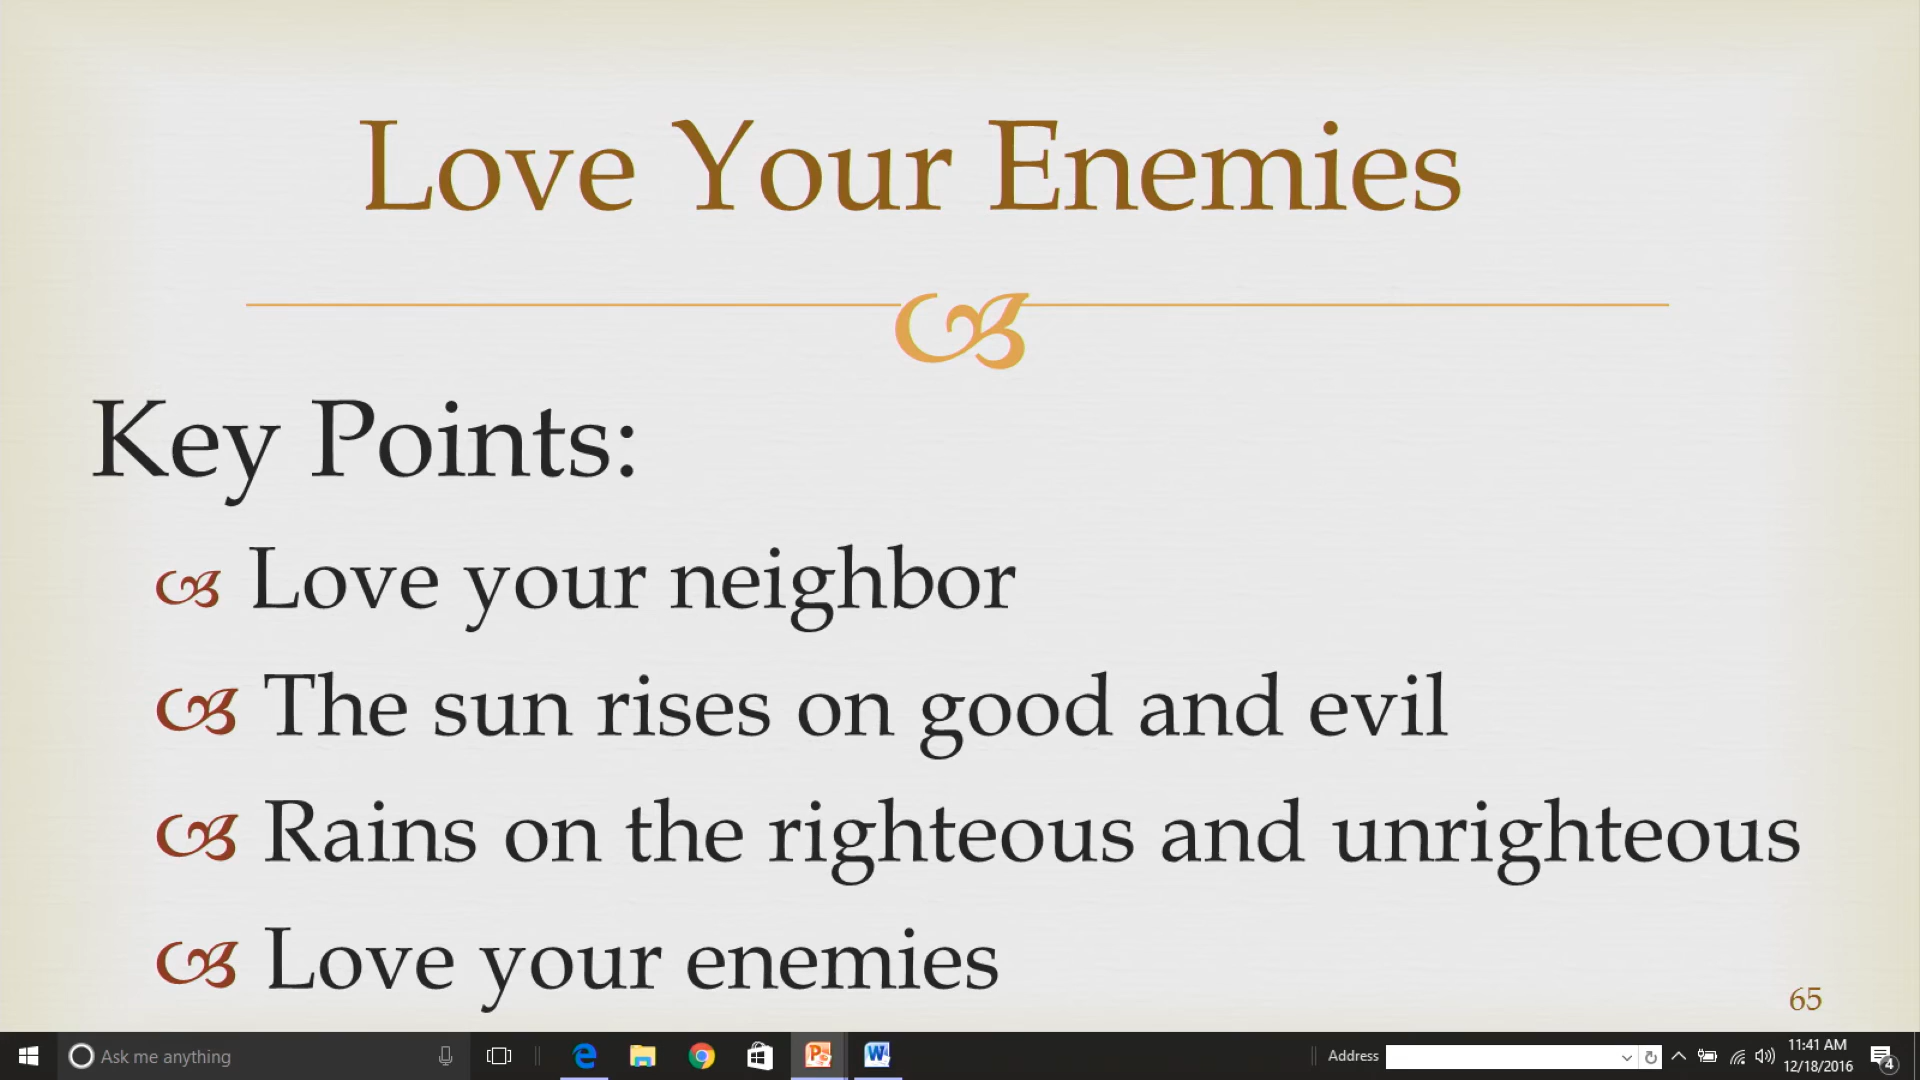 Love Your Enemies
Key Points:
Love your neighbor
The sun rises on good and evil
Rains on the righteous and unrighteous
Love your enemies
65
Ask me anything
Address
11:41 AM
12/18/2016
4